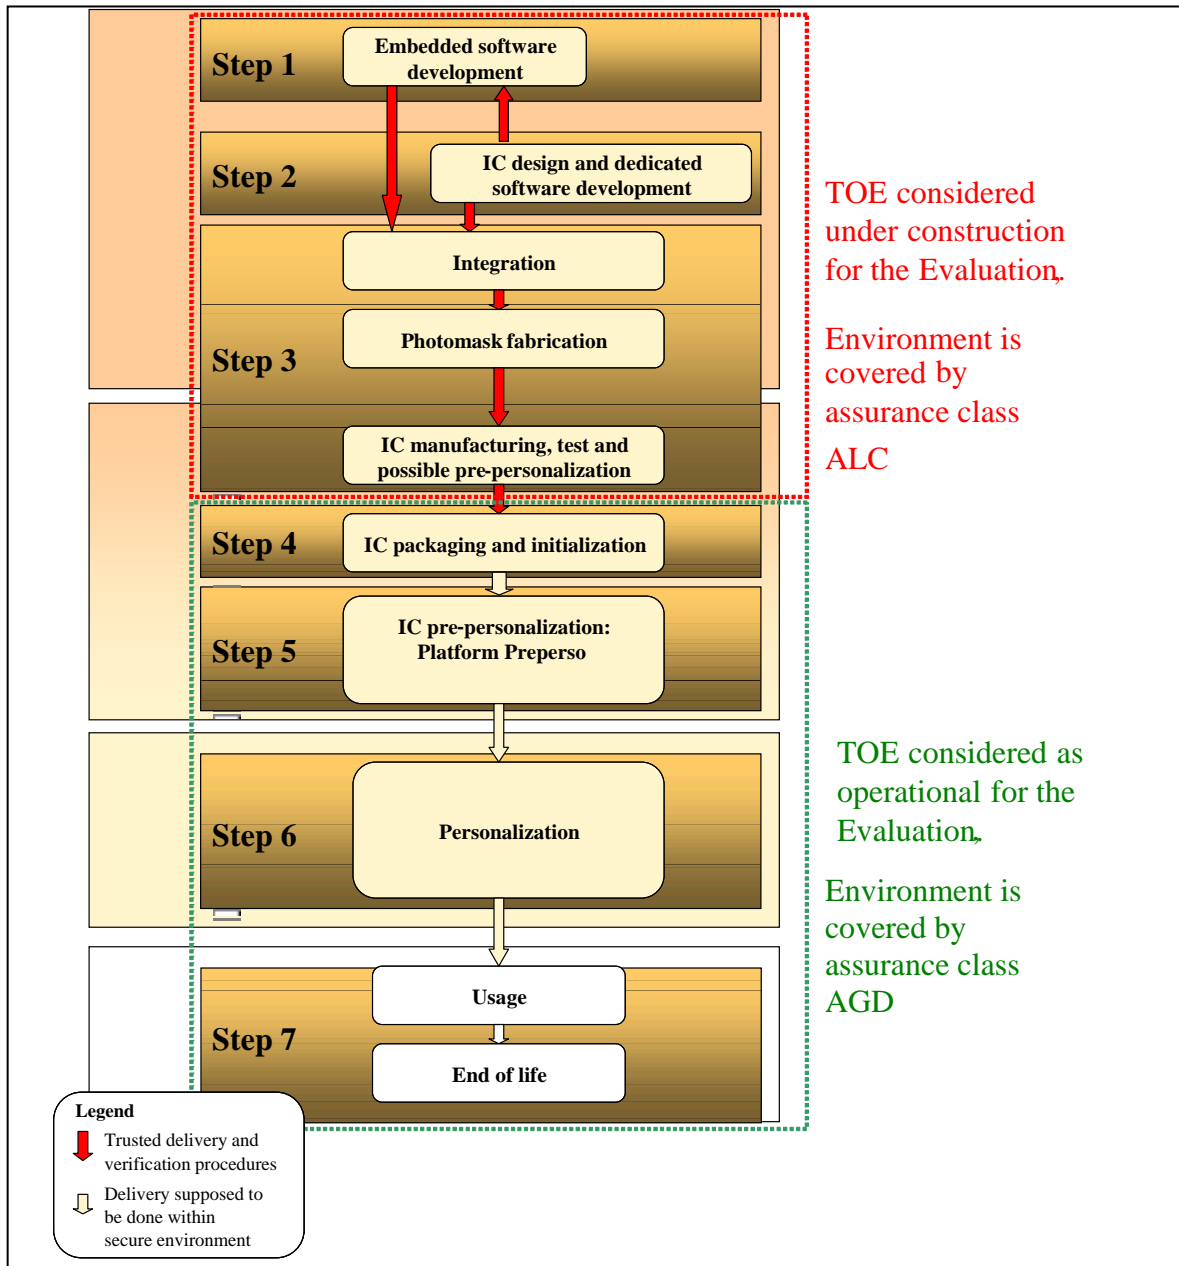 Step 1
Embedded software
development
Step 2
IC design and dedicated
software development
Integration
Step 3
Photomask fabrication
IC manufacturing, test and
possible pre-personalization
Step 4
IC packaging and initialization
Step 5
IC pre-personalization:
Platform Preperso
Step 6
Personalization
Step 7
Usage
End of life
TOE considered
under construction
for the Evaluation,.
Environment is
covered by
assurance class
ALC
TOE considered as
operational for the
Evaluation,.
Environment is
covered by
assurance class
AGD
Legend
Trusted delivery and
verification procedures
Delivery supposed to
be done within
secure environment